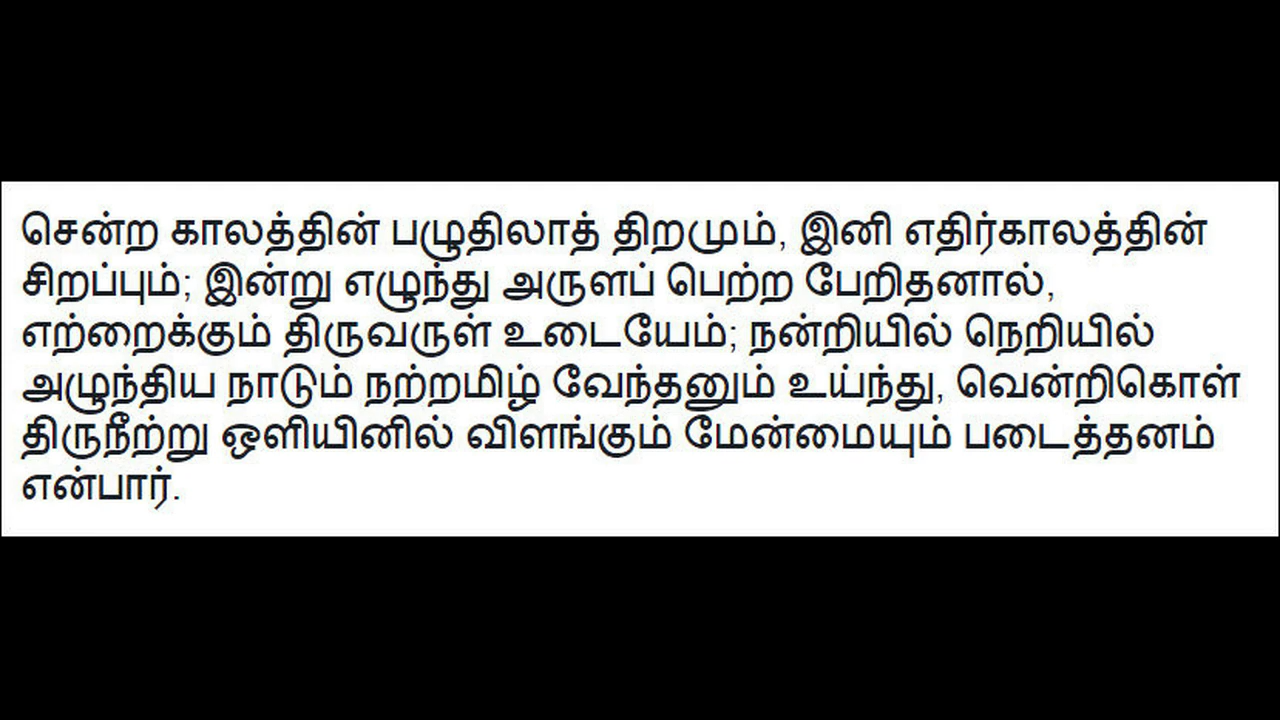 சென்ற காலத்தின் பழுதிலாத் திறமும், இனி எதிர்காலத்தின்
சிறப்பும்; இன்று எழுந்து அருளப் பெற்ற பேறிதனால்,
எற்றைக்கும் திருவருள் உடையேம்; நன்றியில் நெறியில்
அழுந்திய நாடும் நற்றமிழ் வேந்தனும் உய்ந்து, வென்றிகொள்
திருநீற்று ஒளியினில் விளங்கும் மேன்மையும் படைத்தனம்
என்பார்.